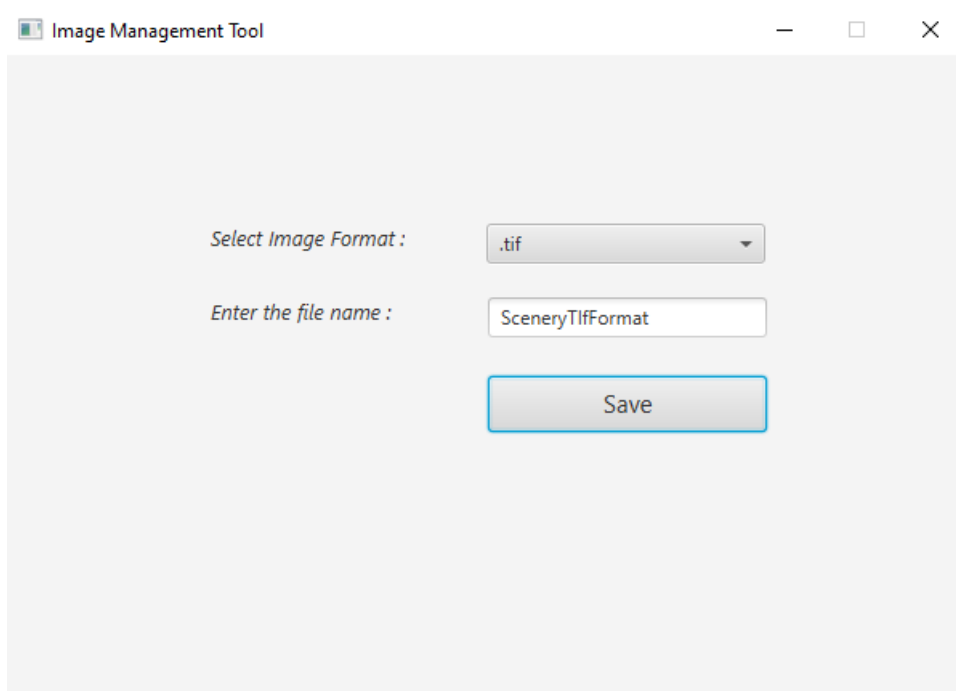 Image Management Tool
Select Image Format :
.tif
Enter the file name :
SceneryTIfFormat
Save